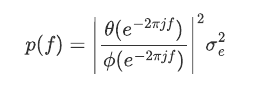 p(f) = |θ(e^{-2πjf}) / ϕ(e^{-2πjf})|^2 σ_e^2